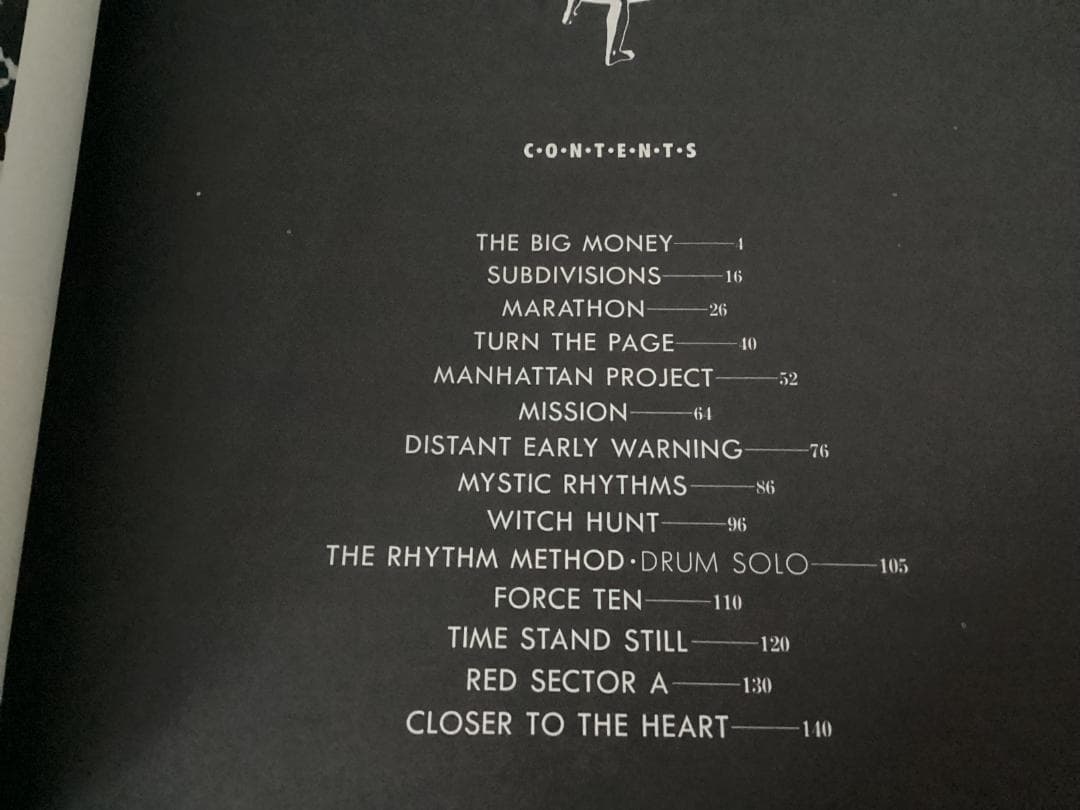 C•O•N•T•E•N•T•S
THE BIG MONEY——4
SUBDIVISIONS——16
MARATHON——26
TURN THE PAGE——40
MANHATTAN PROJECT——52
MISSION——64
DISTANT EARLY WARNING——76
MYSTIC RHYTHMS——86
WITCH HUNT——96
THE RHYTHM METHOD•DRUM SOLO——105
FORCE TEN——110
TIME STAND STILL——120
RED SECTOR A——130
CLOSER TO THE HEART——140